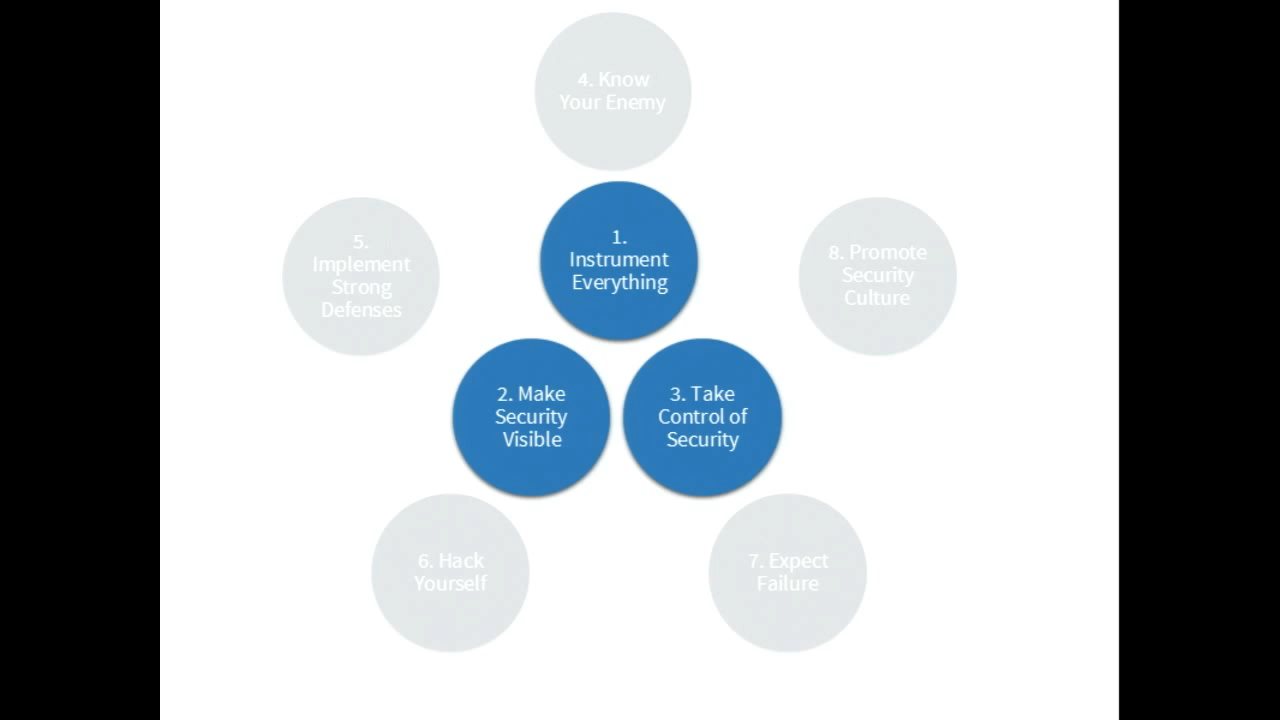 4. Know
Your Enemy
1.
Instrument
Everything
5.
Implement
Strong
Defenses
8. Promote
Security
Culture
2. Make
Security
Visible
3. Take
Control of
Security
6. Hack
Yourself
7. Expect
Failure